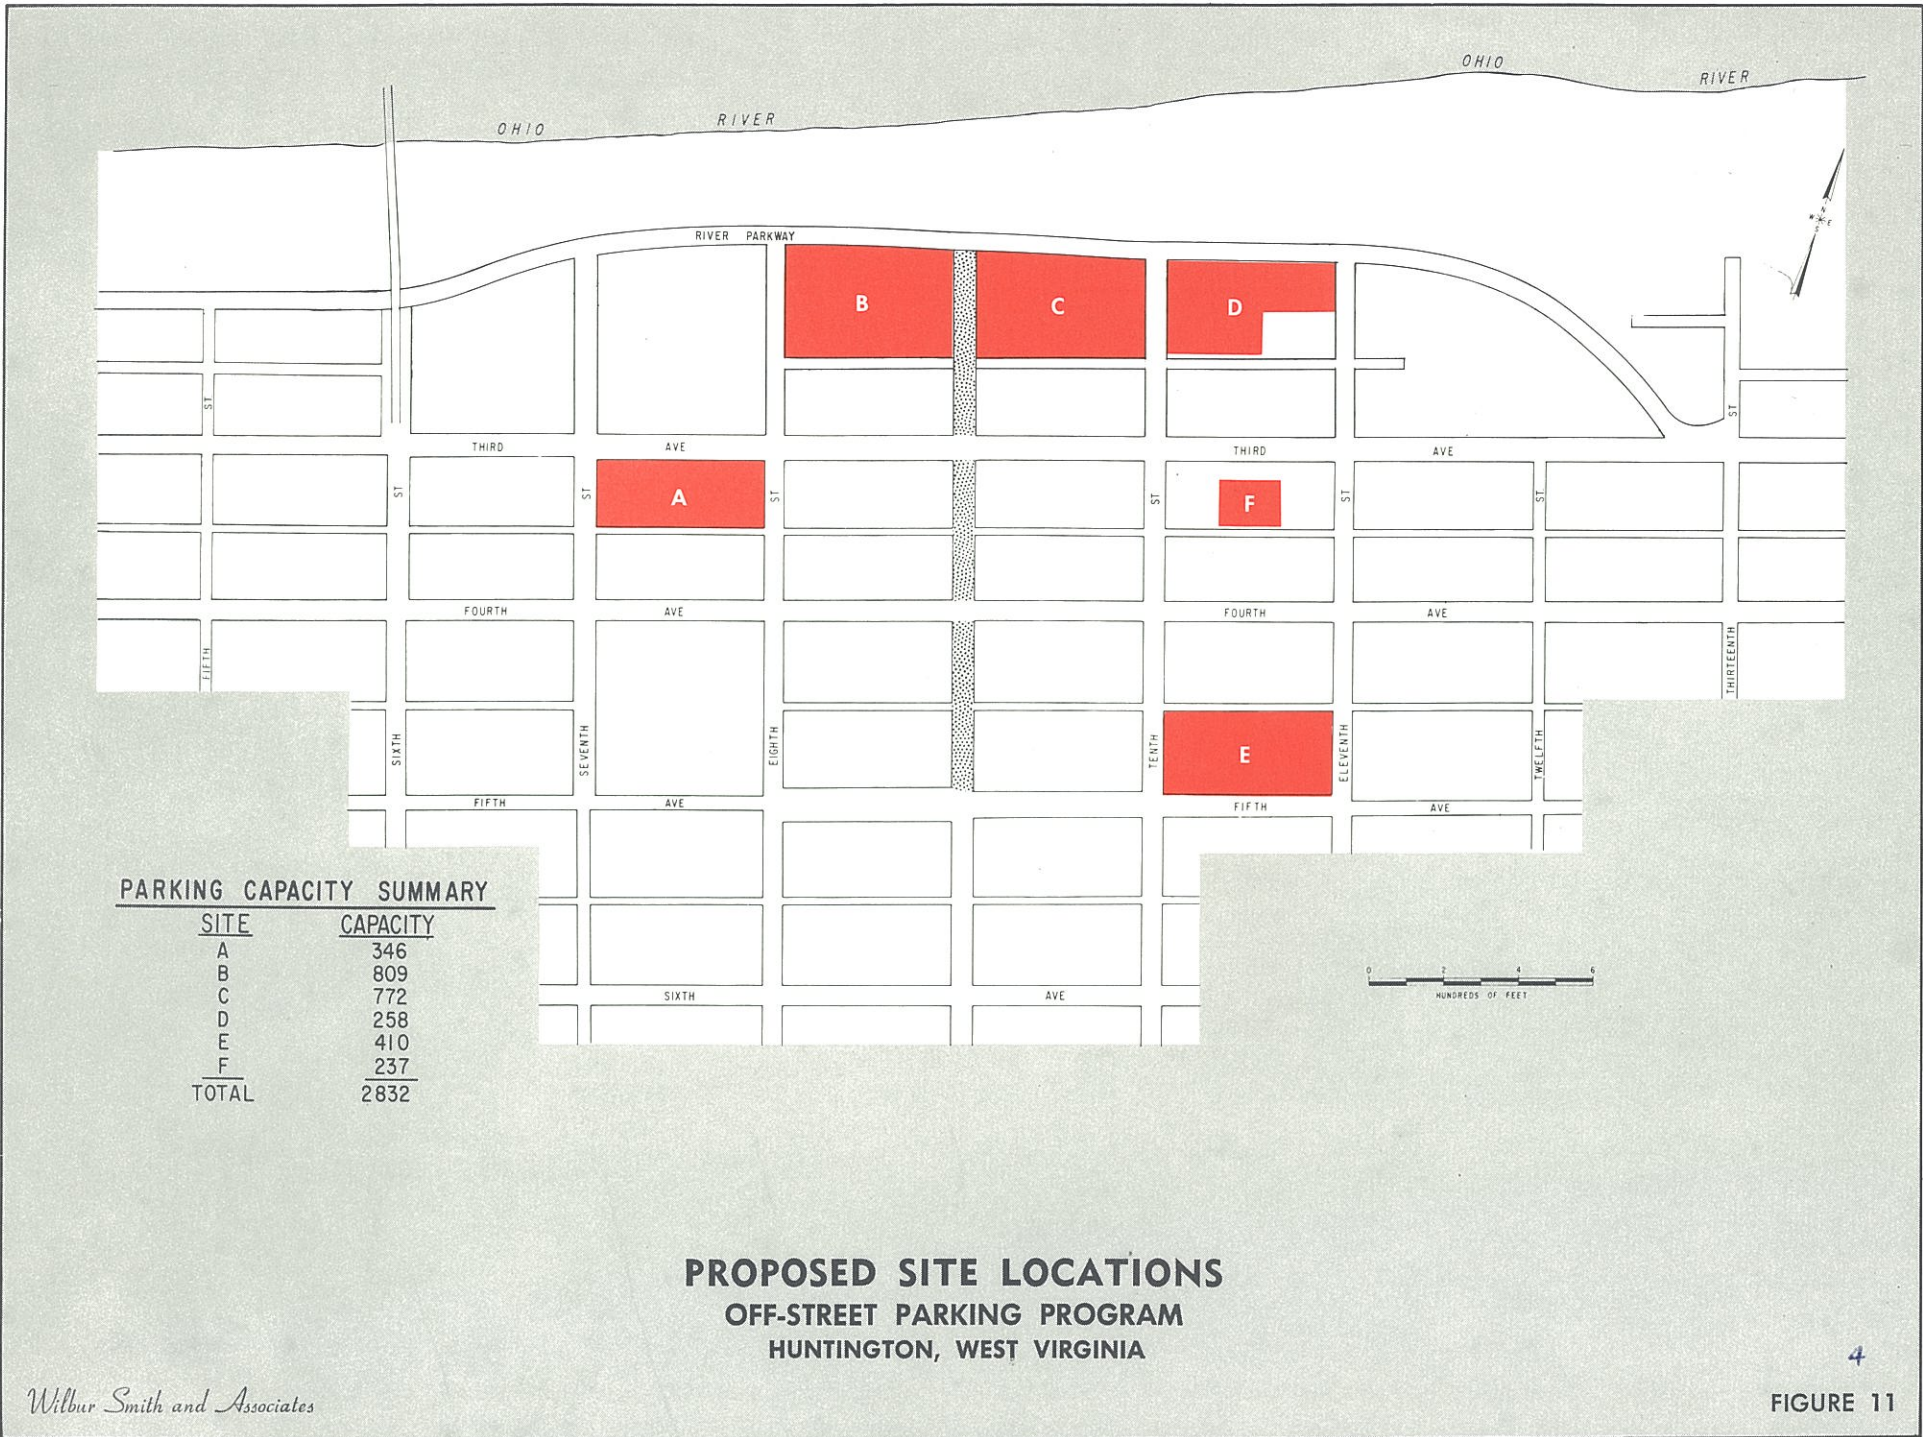 OHIO RIVER
OHIO RIVER
RIVER PARKWAY
B
C
D
ST
ST
THIRD AVE
THIRD AVE
ST
ST
A
ST
ST
F
ST
ST
FOURTH AVE
FOURTH AVE
FIFTH
THIRTEENTH
SIXTH
SEVENTH
EIGHTH
TENTH
E
ELEVENTH
TWELFTH
FIFTH AVE
FIFTH AVE
SIXTH AVE
N
W E
S
PARKING CAPACITY SUMMARY
SITE CAPACITY
A 346
B 809
C 772
D 258
E 410
F 237
TOTAL 2832
0 2 4 6
HUNDREDS OF FEET
PROPOSED SITE LOCATIONS
OFF-STREET PARKING PROGRAM
HUNTINGTON, WEST VIRGINIA
4
Wilbur Smith and Associates
FIGURE 11